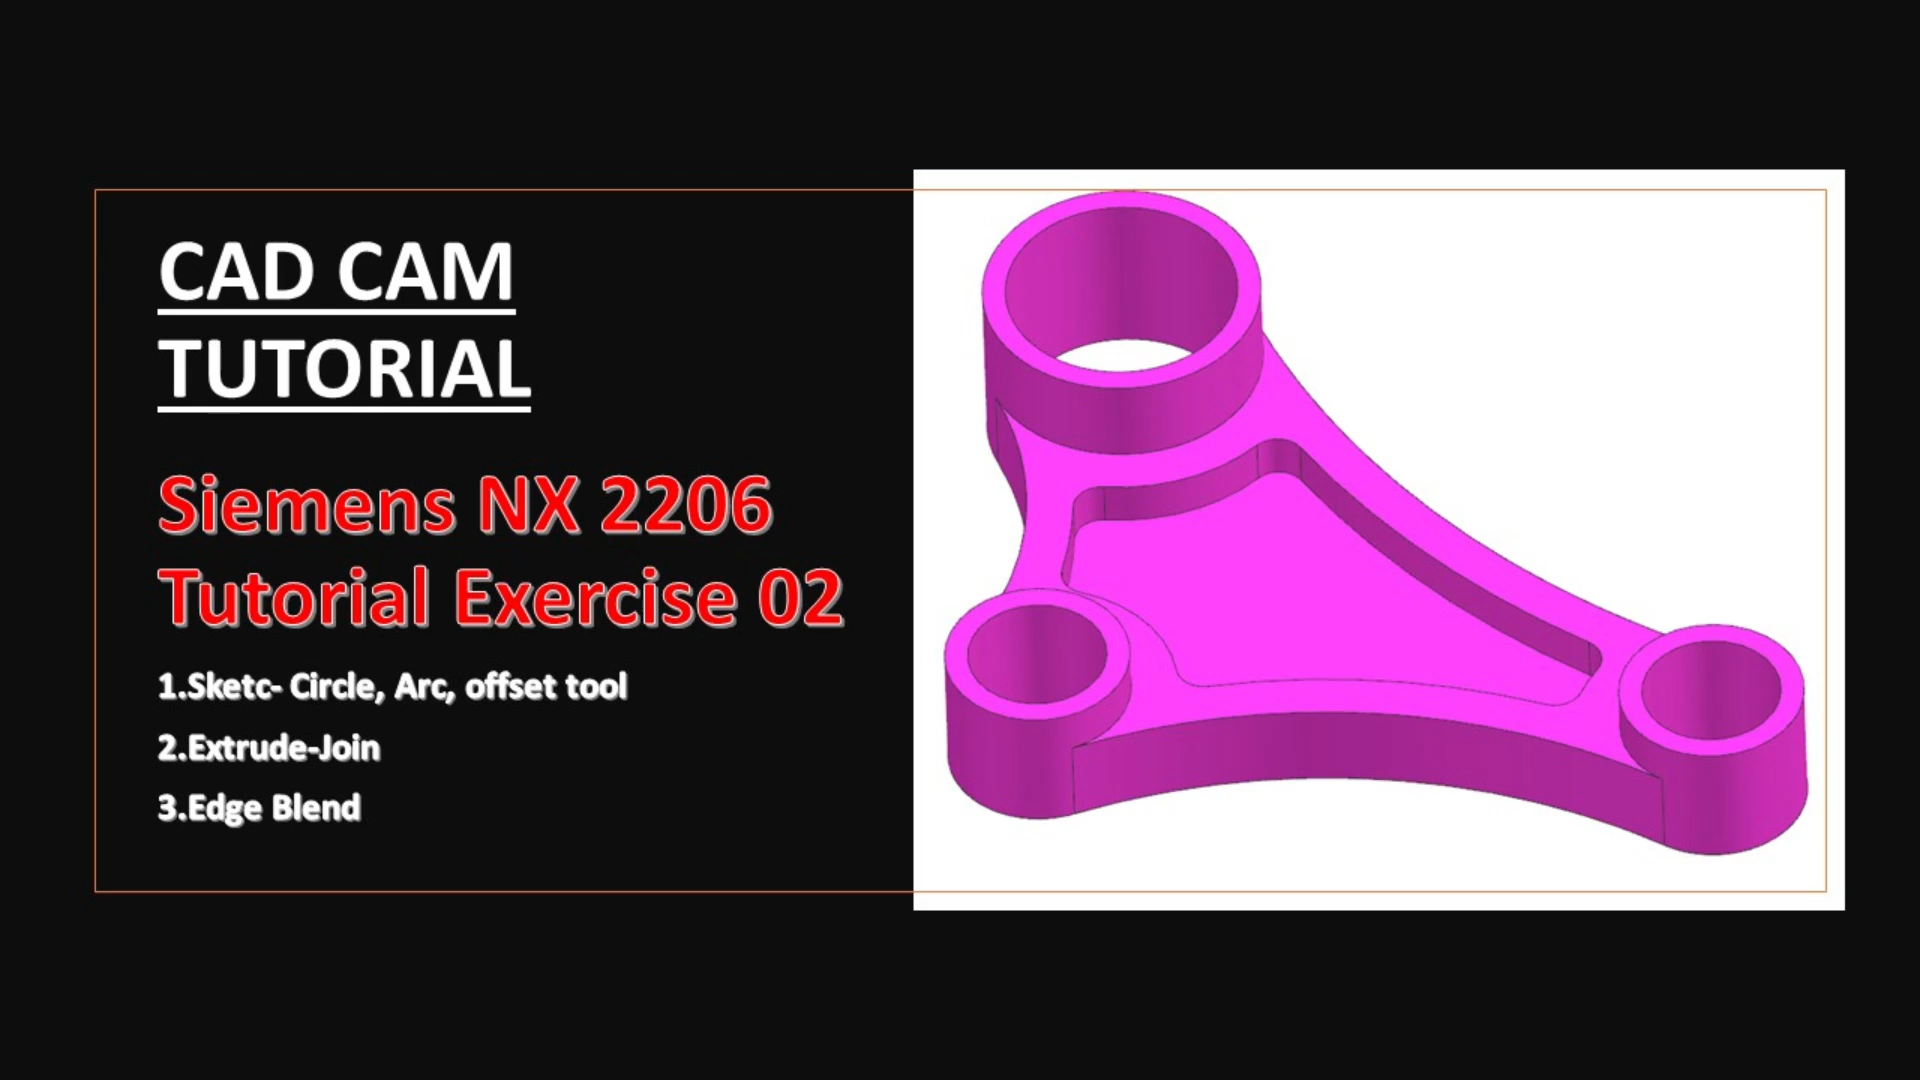 CAD CAM
TUTORIAL
Siemens NX 2206
Tutorial Exercise 02
1.Sketc- Circle, Arc, offset tool
2.Extrude-Join
3.Edge Blend